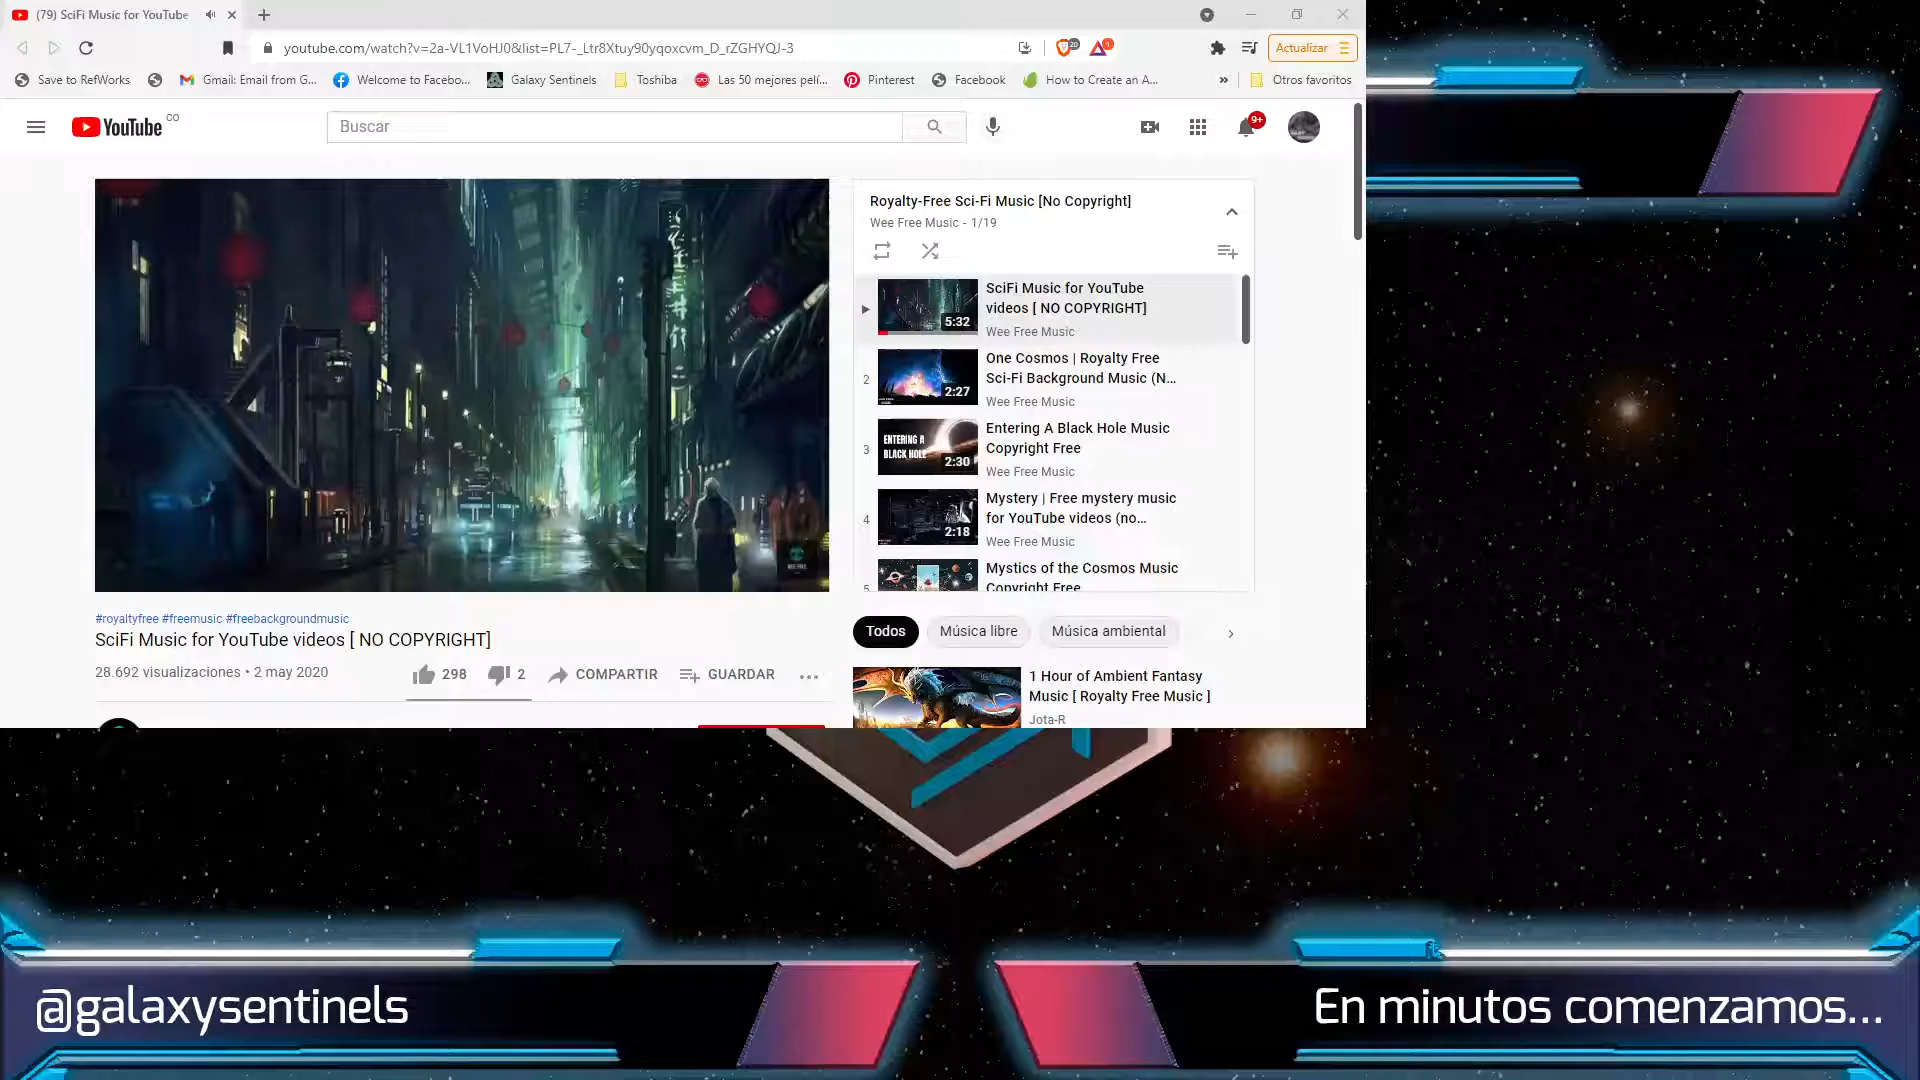 (79) SciFi Music for YouTube
youtube.com/watch?v=2a-VL1VoHJ0&list=PL7-_Ltr8Xtuy90yqoxcvm_D_rZGHYQJ-3
20
1
Actualizar
Save to RefWorks
Gmail: Email from G...
Welcome to Facebo...
Galaxy Sentinels
Toshiba
Las 50 mejores pelí...
Pinterest
Facebook
How to Create an A...
»
Otros favoritos
YouTube CO
Buscar
9+
Royalty-Free Sci-Fi Music [No Copyright]
Wee Free Music - 1/19
5:32
SciFi Music for YouTube
videos [ NO COPYRIGHT]
Wee Free Music
2
2:27
One Cosmos | Royalty Free
Sci-Fi Background Music (N...
Wee Free Music
3
ENTERING A
BLACK HOLE
2:30
Entering A Black Hole Music
Copyright Free
Wee Free Music
4
2:18
Mystery | Free mystery music
for YouTube videos (no...
Wee Free Music
5
Mystics of the Cosmos Music
Copyright Free
#royaltyfree #freemusic #freebackgroundmusic
SciFi Music for YouTube videos [ NO COPYRIGHT]
28.692 visualizaciones • 2 may 2020
298
2
COMPARTIR
GUARDAR
Todos
Música libre
Música ambiental
1 Hour of Ambient Fantasy
Music [ Royalty Free Music ]
Jota-R
@galaxysentinels
En minutos comenzamos...